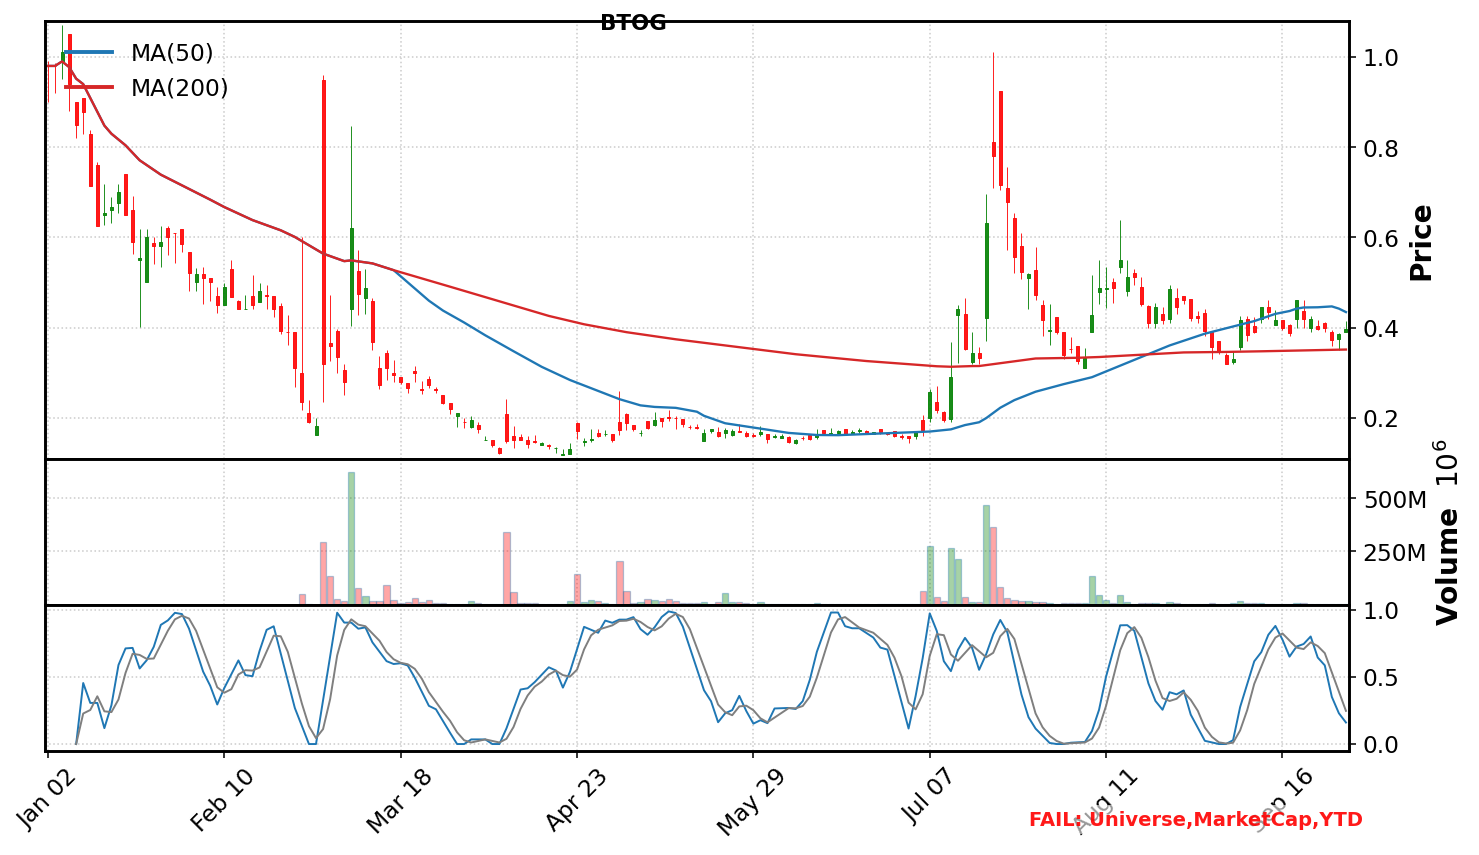 BTOG
MA(50)
MA(200)
1.0
0.8
0.6
0.4
0.2
Price
500M
250M
Volume 10⁶
1.0
0.5
0.0
Jan 02
Feb 10
Mar 18
Apr 23
May 29
Jul 07
Aug 11
Sep 16
FAIL: Universe,MarketCap,YTD